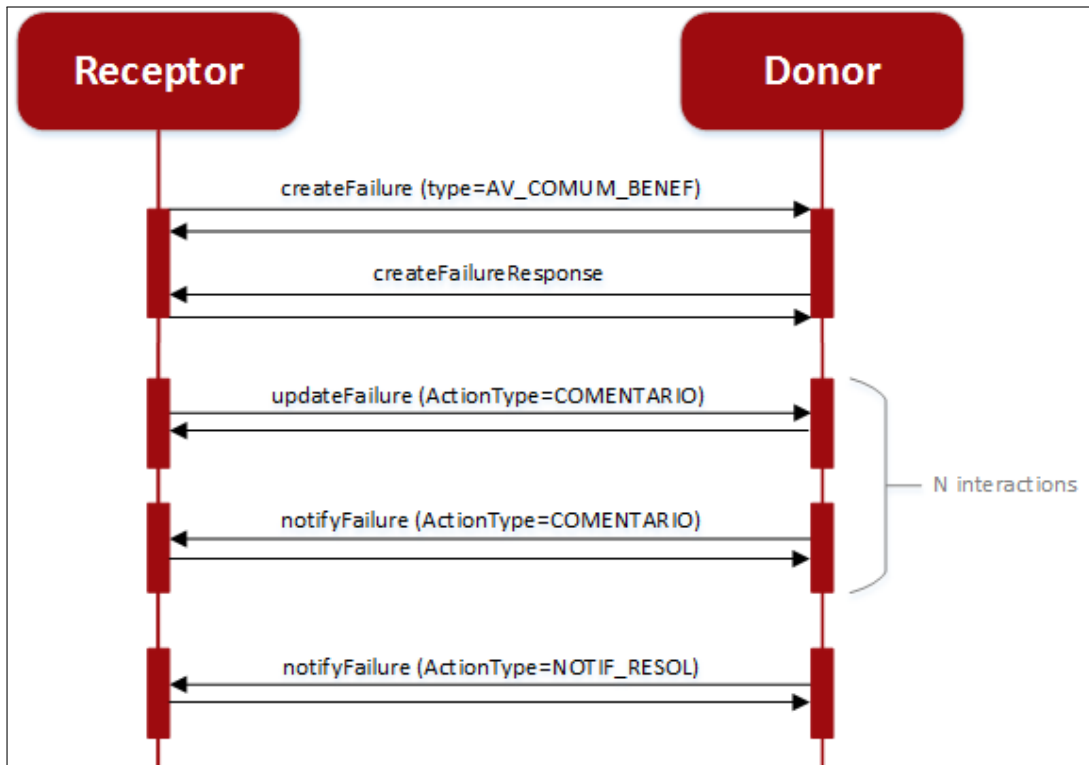 Receptor
Donor
createFailure (type=AV_COMUM_BENEF)
createFailureResponse
updateFailure (ActionType=COMENTARIO)
N interactions
notifyFailure (ActionType=COMENTARIO)
notifyFailure (ActionType=NOTIF_RESOL)